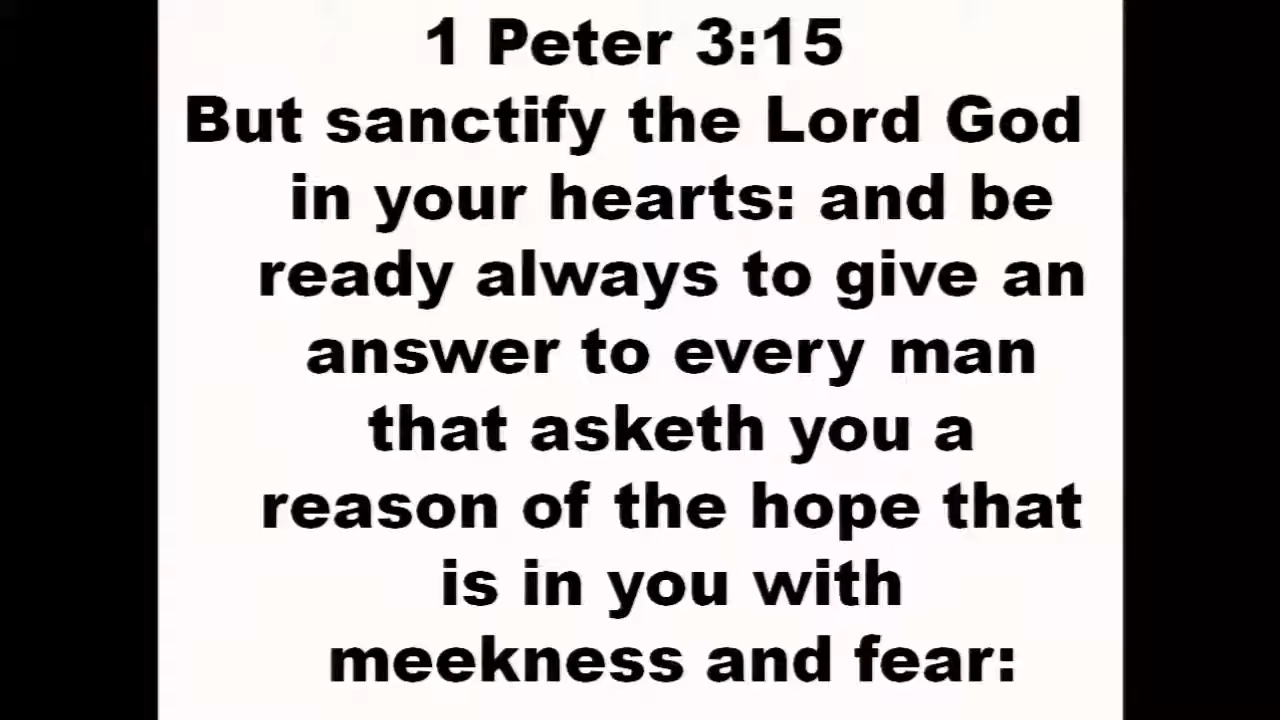 1 Peter 3:15
But sanctify the Lord God
in your hearts: and be
ready always to give an
answer to every man
that asketh you a
reason of the hope that
is in you with
meekness and fear: